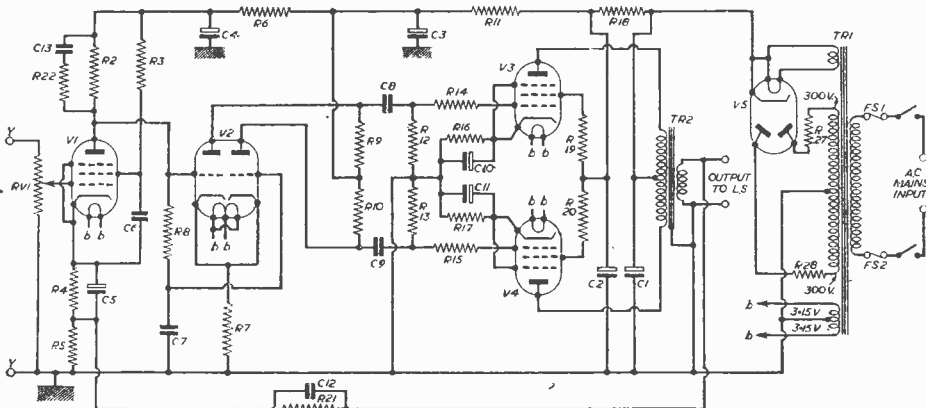 R6
R11
R18
C4
C3
TR1
C13
R2
R3
R22
V3
V5
300V.
FS1
C8
R14
R27
TR2
V1
V2
R9
R12
R16
R19
Y
RV1
C10
C11
OUTPUT TO L.S
A.C. MAINS INPUT
b b
b b
b b
b b
R8
C6
R10
R13
R17
R20
C9
R15
R4
C5
V4
C2
C1
R28
FS2
300V.
R5
C7
R7
b
3·15V
3·15V
b
Y
C12
R21